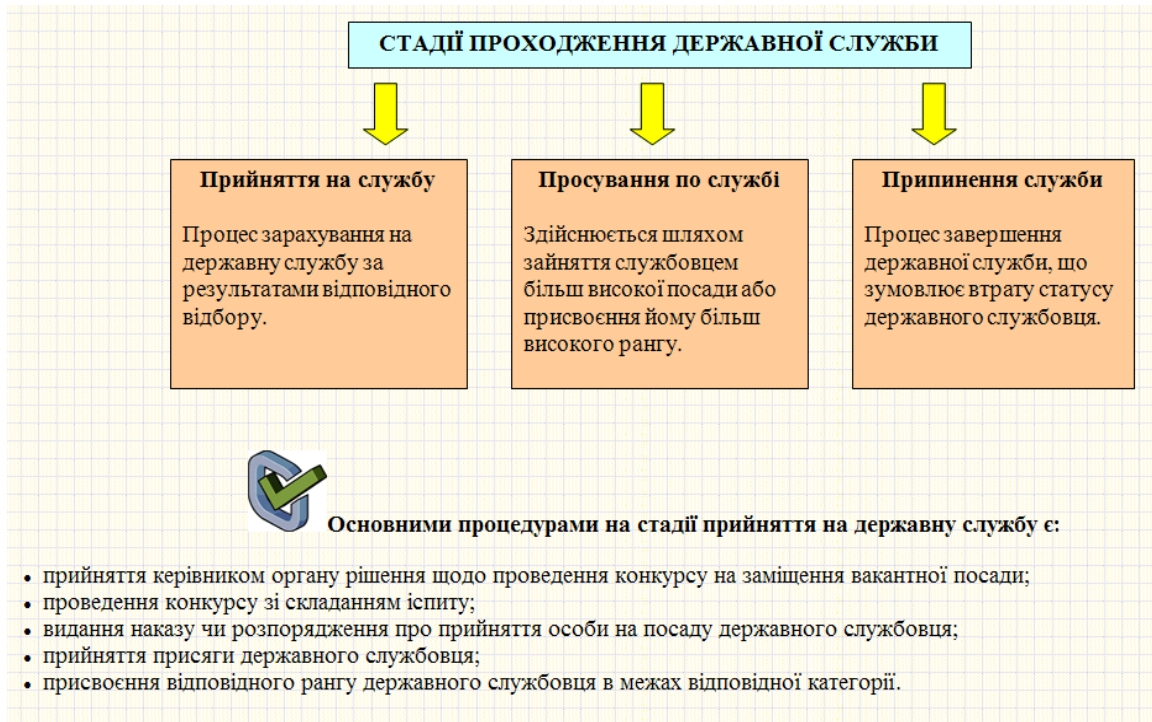 СТАДІЇ ПРОХОДЖЕННЯ ДЕРЖАВНОЇ СЛУЖБИ
Прийняття на службу
Процес зарахування на
державну службу за
результатами відповідного
відбору.
Просування по службі
Здійснюється шляхом
зайняття службовцем
більш високої посади або
присвоєння йому більш
високого рангу.
Припинення служби
Процес завершення
державної служби, що
зумовлює втрату статусу
державного службовця.
Основними процедурами на стадії прийняття на державну службу є:
• прийняття керівником органу рішення щодо проведення конкурсу на заміщення вакантної посади;
• проведення конкурсу зі складанням іспиту;
• видання наказу чи розпорядження про прийняття особи на посаду державного службовця;
• прийняття присяги державного службовця;
• присвоєння відповідного рангу державного службовця в межах відповідної категорії.